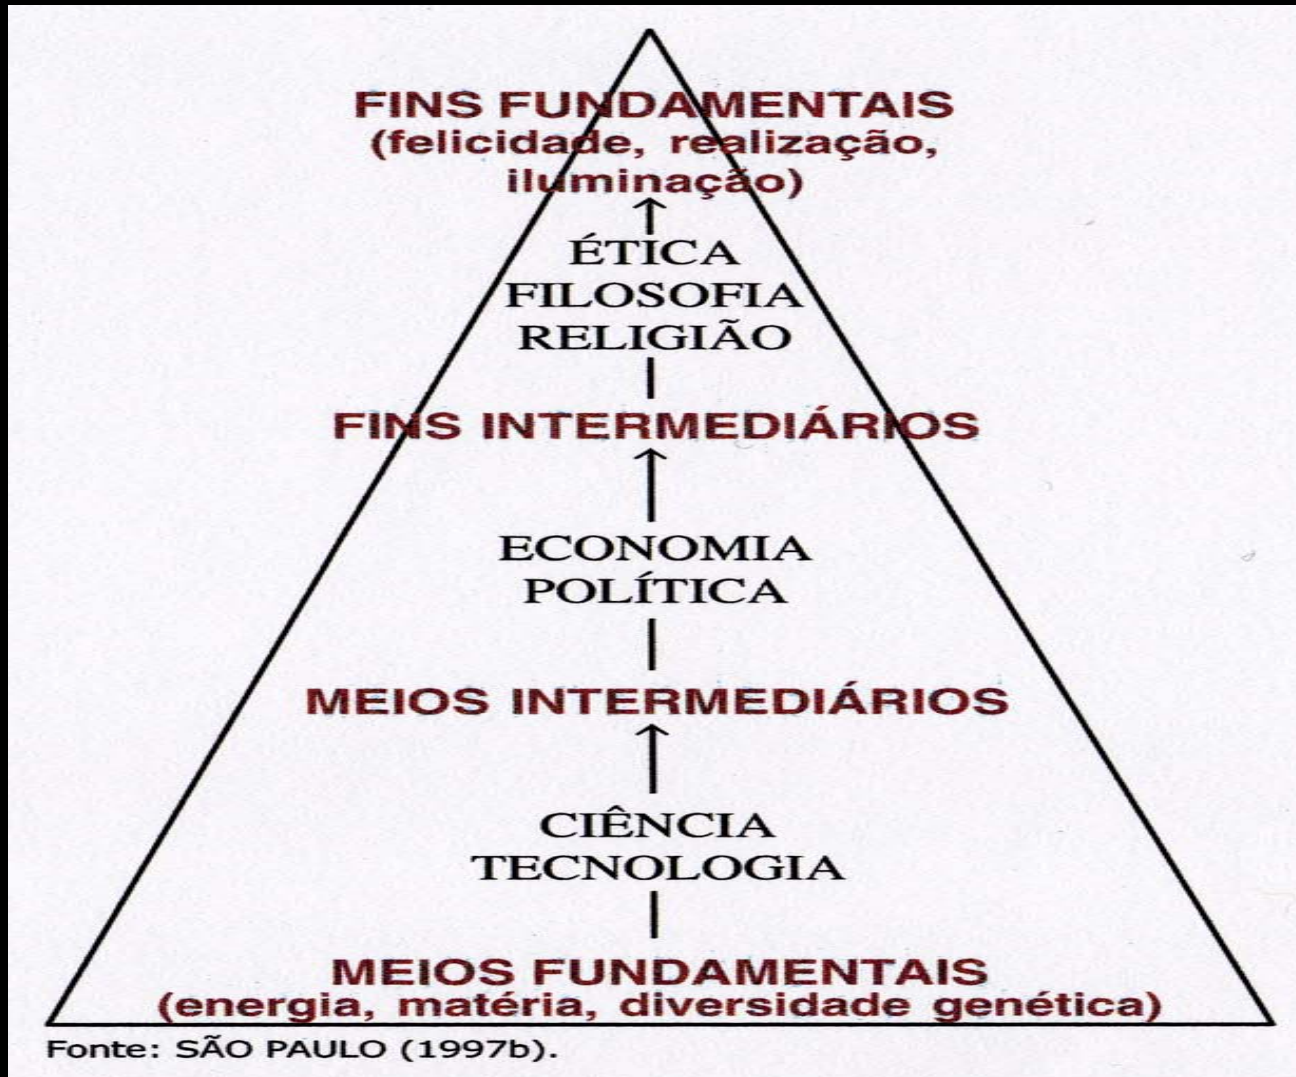 FINS FUNDAMENTAIS
(felicidade, realização,
iluminação)
ÉTICA
FILOSOFIA
RELIGIÃO
FINS INTERMEDIÁRIOS
ECONOMIA
POLÍTICA
MEIOS INTERMEDIÁRIOS
CIÊNCIA
TECNOLOGIA
MEIOS FUNDAMENTAIS
(energia, matéria, diversidade genética)
Fonte: SÃO PAULO (1997b).